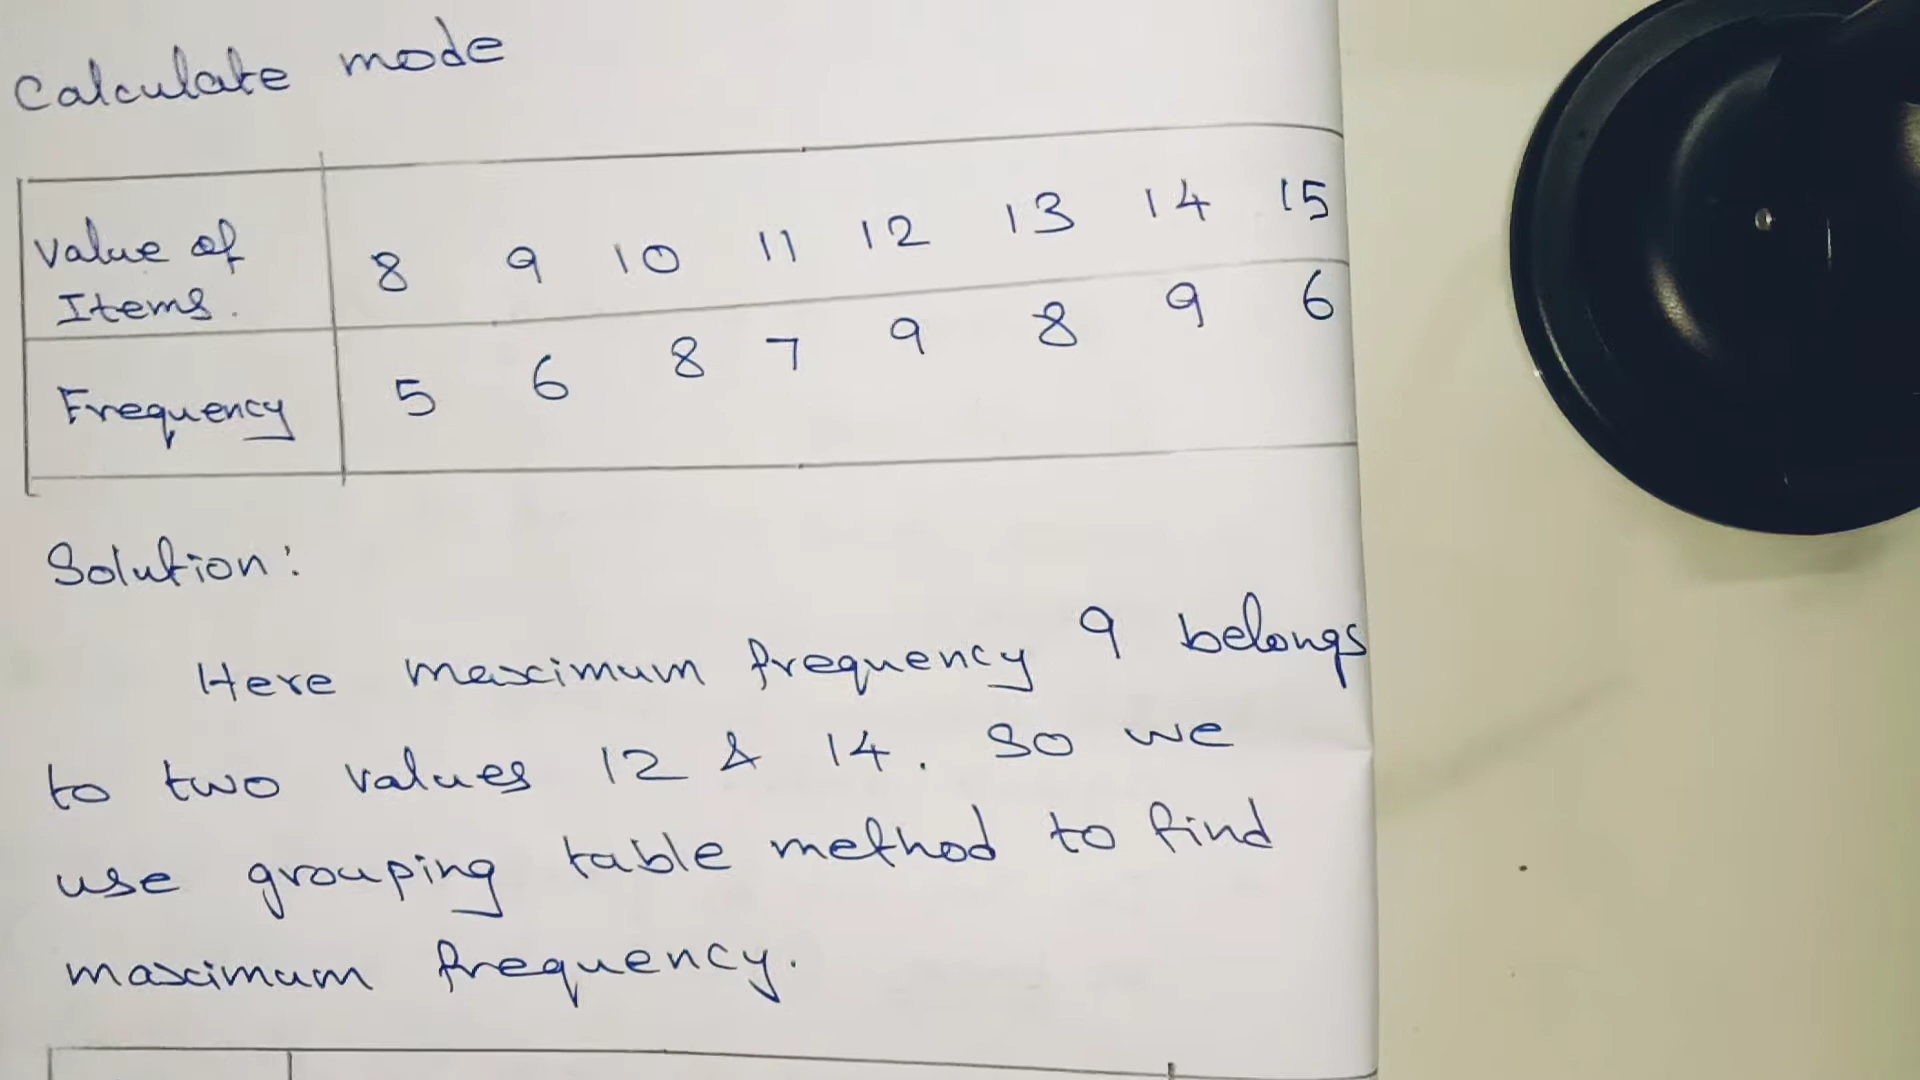 Calculate mode
Value of Items. 8 9 10 11 12 13 14 15
Frequency 5 6 8 7 9 8 9 6
Solution:
Here maximum frequency 9 belongs
to two values 12 & 14. So we
use grouping table method to find
maximum frequency.